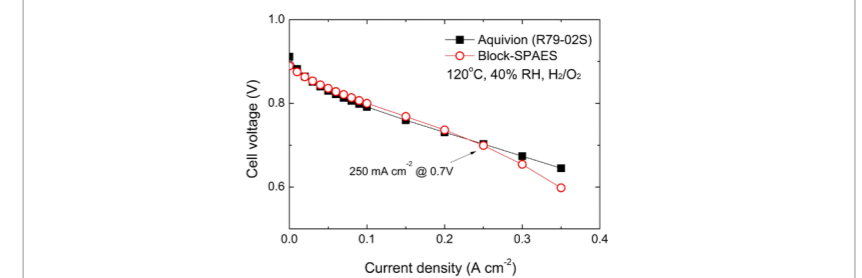 1.0
Aquivion (R79-02S)
Block-SPAES
120°C, 40% RH, H₂/O₂
0.8
Cell voltage (V)
250 mA cm⁻² @ 0.7V
0.6
0.0 0.1 0.2 0.3 0.4
Current density (A cm⁻²)